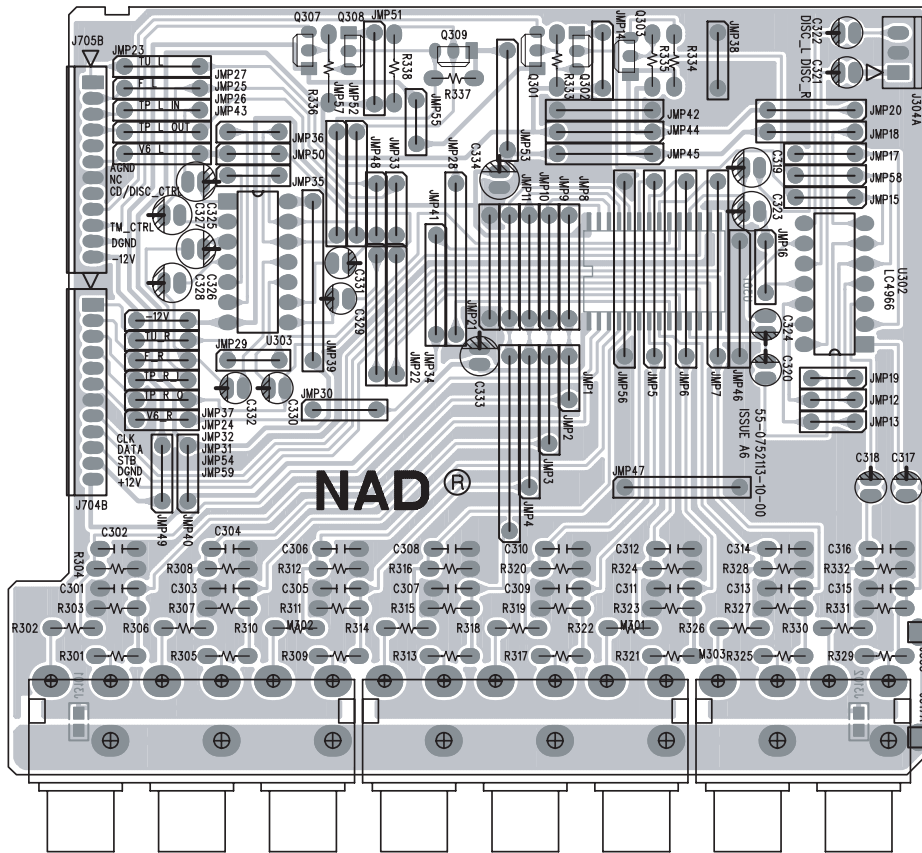 Q307
Q308
JMP51
Q309
JMP14
Q303
JMP38
DISC_L
DISC_R
C322
C321
J304A
J705B
JMP23
TU_L
F_L
TP_L_IN
TP_L_OUT
V6_L
JMP27
JMP25
JMP26
JMP43
AGND
NC
CD/DISC_CTRL
TM_CTRL
DGND
-12V
R336
JMP57
JMP52
R338
R337
JMP55
JMP53
Q301
R333
Q302
R335
R334
JMP36
JMP50
JMP35
JMP48
JMP33
JMP28
C334
JMP42
JMP44
JMP45
JMP20
JMP18
JMP17
JMP58
JMP15
C319
C323
C325
C327
C326
C328
JMP41
JMP11
JMP10
JMP9
JMP8
JMP16
U302
LC4966
C331
C329
JMP21
C324
C320
-12V
TU_R
F_R
TP_R_I
TP_R_O
V6_R
JMP29
U303
JMP39
JMP22
JMP34
C333
JMP1
JMP2
JMP3
JMP4
JMP56
JMP5
JMP6
JMP7
JMP46
JMP19
JMP12
JMP13
C332
C330
JMP30
JMP37
JMP24
JMP32
JMP31
JMP54
JMP59
CLK
DATA
STB
DGND
+12V
J704B
JMP49
JMP40
NAD ®
JMP47
55-0752113-10-00
ISSUE A6
C318
C317
C302
C304
C306
C308
C310
C312
C314
C316
R304
R308
R312
R316
R320
R324
R328
R332
C301
C303
C305
C307
C309
C311
C313
C315
R303
R307
R311
R315
R319
R323
R327
R331
R302
R306
R310
M302
R314
R318
R322
M301
R326
R330
R301
R305
R309
R313
R317
R321
M303
R325
R329